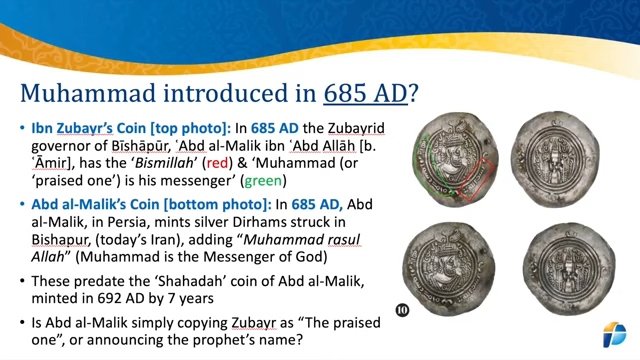 Muhammad introduced in 685 AD?
• Ibn Zubayr's Coin [top photo]: In 685 AD the Zubayrid
governor of Bīshāpūr, ʿAbd al-Malik ibn ʿAbd Allāh [b.
ʿĀmir], has the ‘Bismillah’ (red) & ‘Muhammad (or
‘praised one’) is his messenger’ (green)
• Abd al-Malik’s Coin [bottom photo]: In 685 AD, Abd
al-Malik, in Persia, mints silver Dirhams struck in
Bishapur, (today’s Iran), adding “Muhammad rasul
Allah” (Muhammad is the Messenger of God)
• These predate the ‘Shahadah’ coin of Abd al-Malik,
minted in 692 AD by 7 years
• Is Abd al-Malik simply copying Zubayr as “The praised
one”, or announcing the prophet’s name?
10